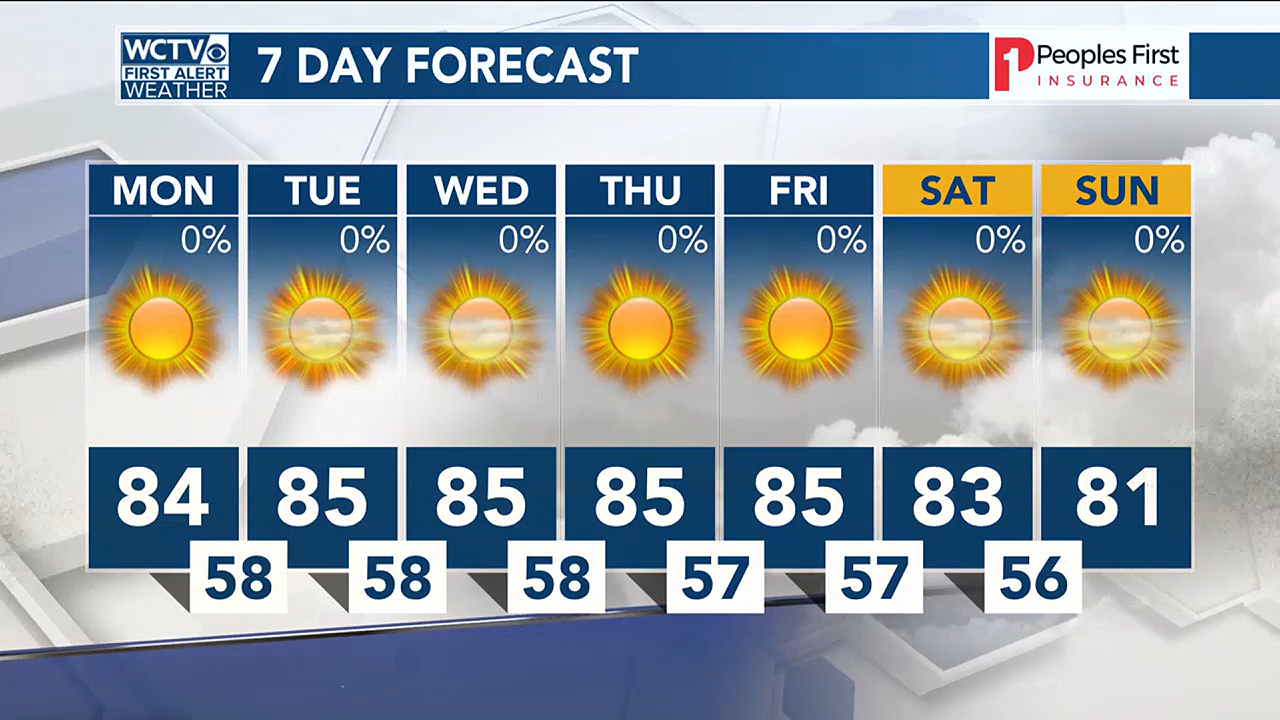 WCTV
FIRST ALERT
WEATHER
7 DAY FORECAST
1 Peoples First
INSURANCE
MON TUE WED THU FRI SAT SUN
0% 0% 0% 0% 0% 0% 0%
84 85 85 85 85 83 81
58 58 58 57 57 56